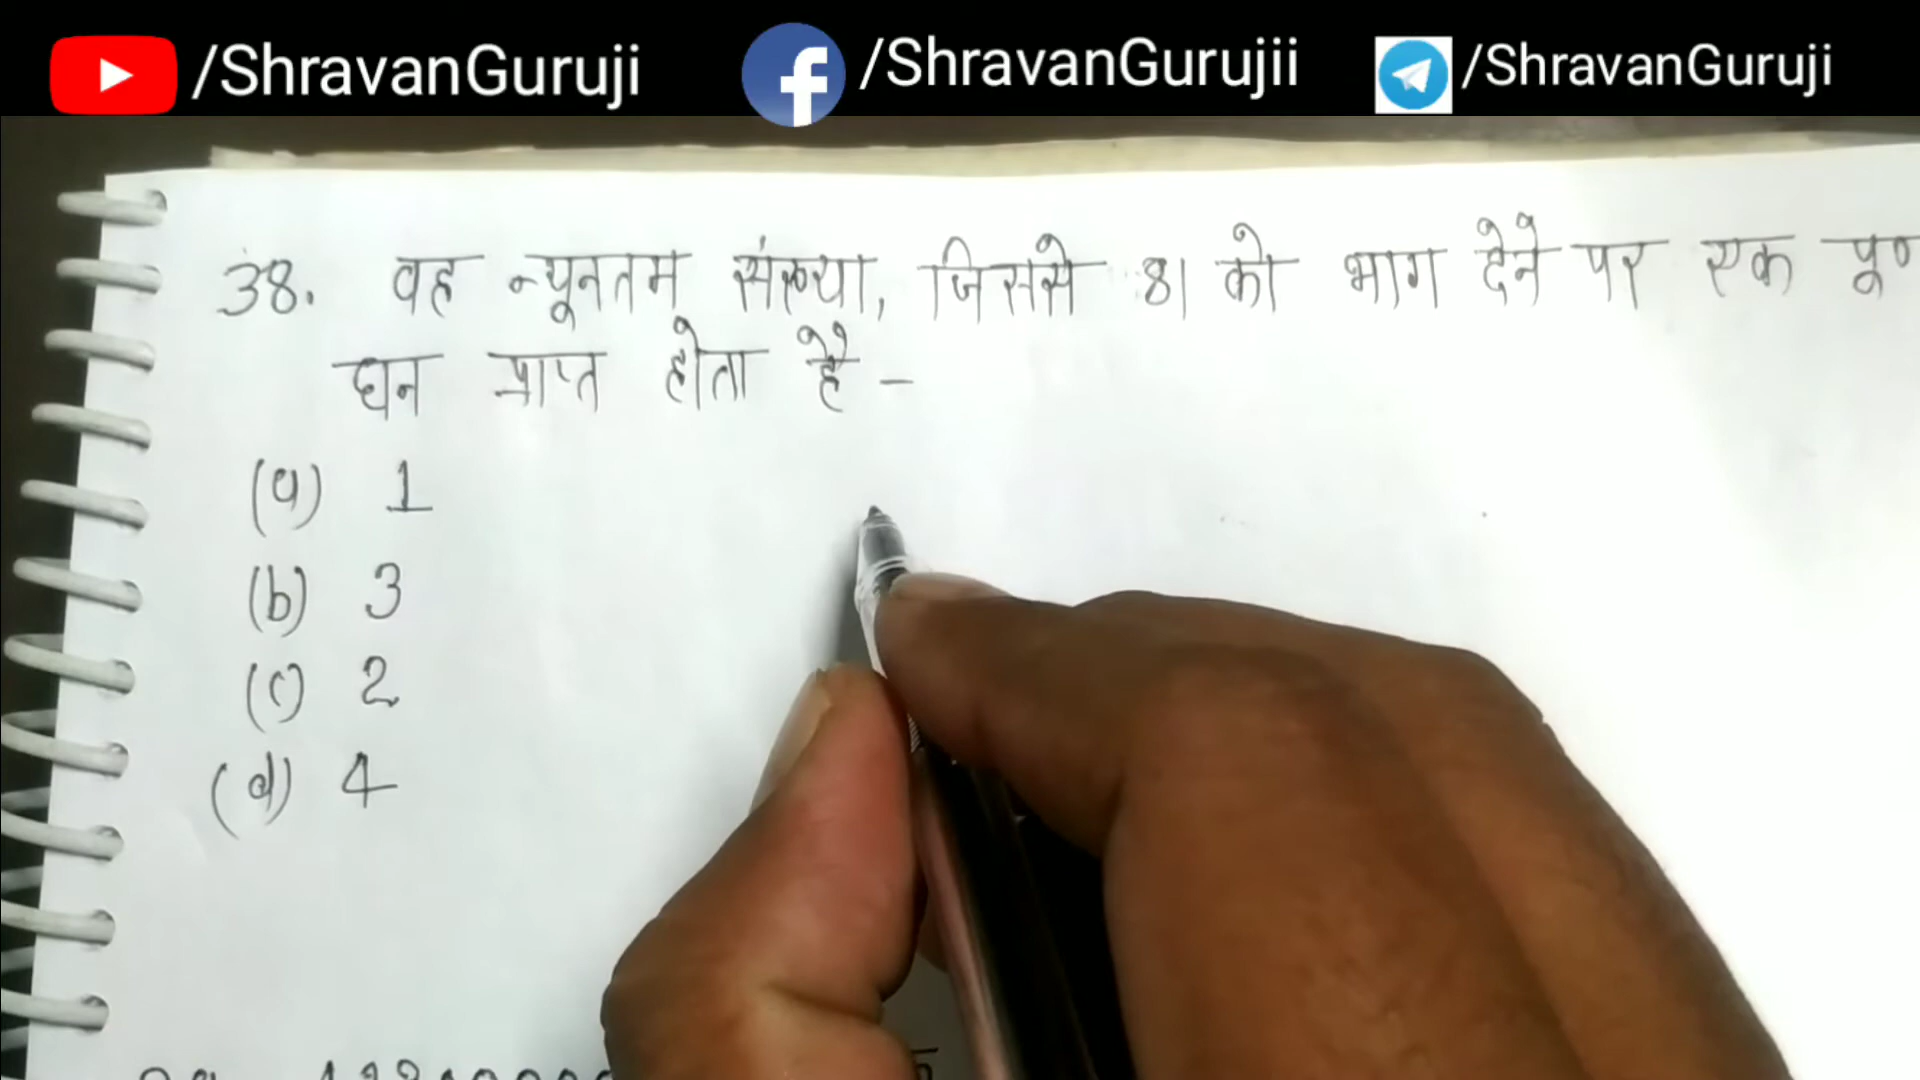 /ShravanGuruji /ShravanGurujii /ShravanGuruji
38. वह न्यूनतम संख्या, जिससे 81 को भाग देने पर एक
घन प्राप्त होता है -
(a) 1
(b) 3
(c) 2
(d) 4